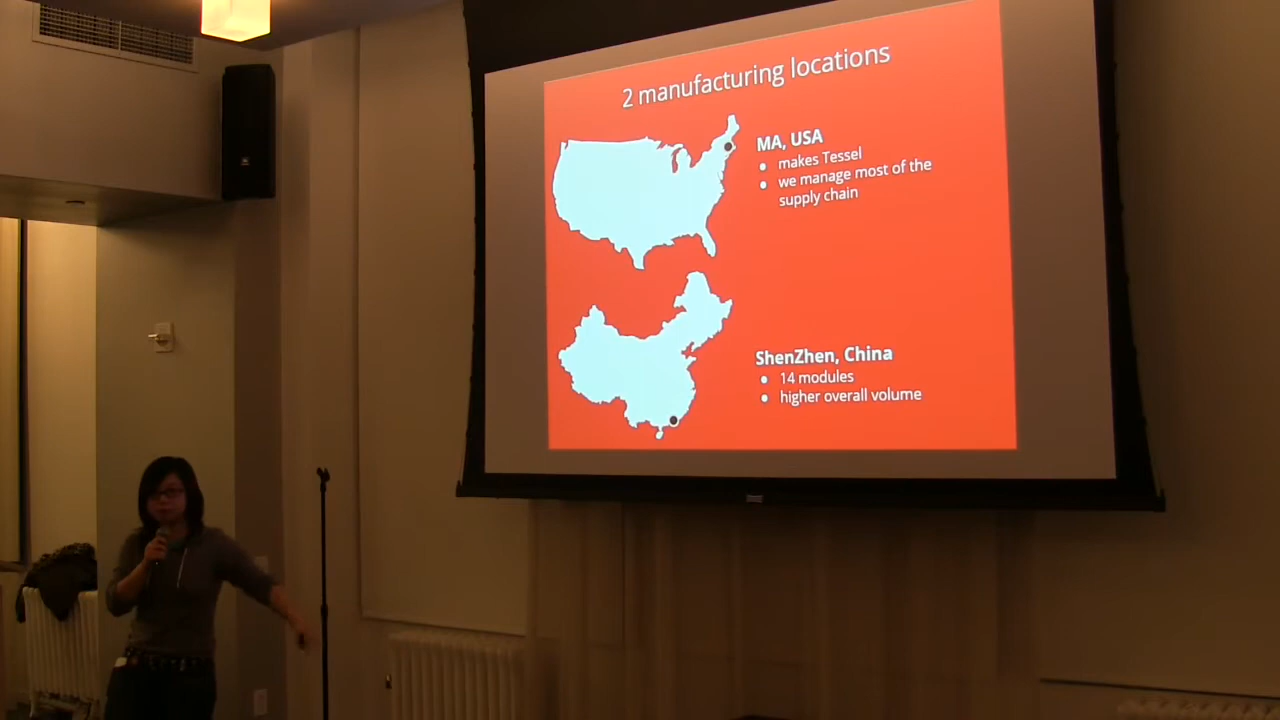 2 manufacturing locations
MA, USA
• makes Tessel
• we manage most of the
supply chain
ShenZhen, China
• 14 modules
• higher overall volume